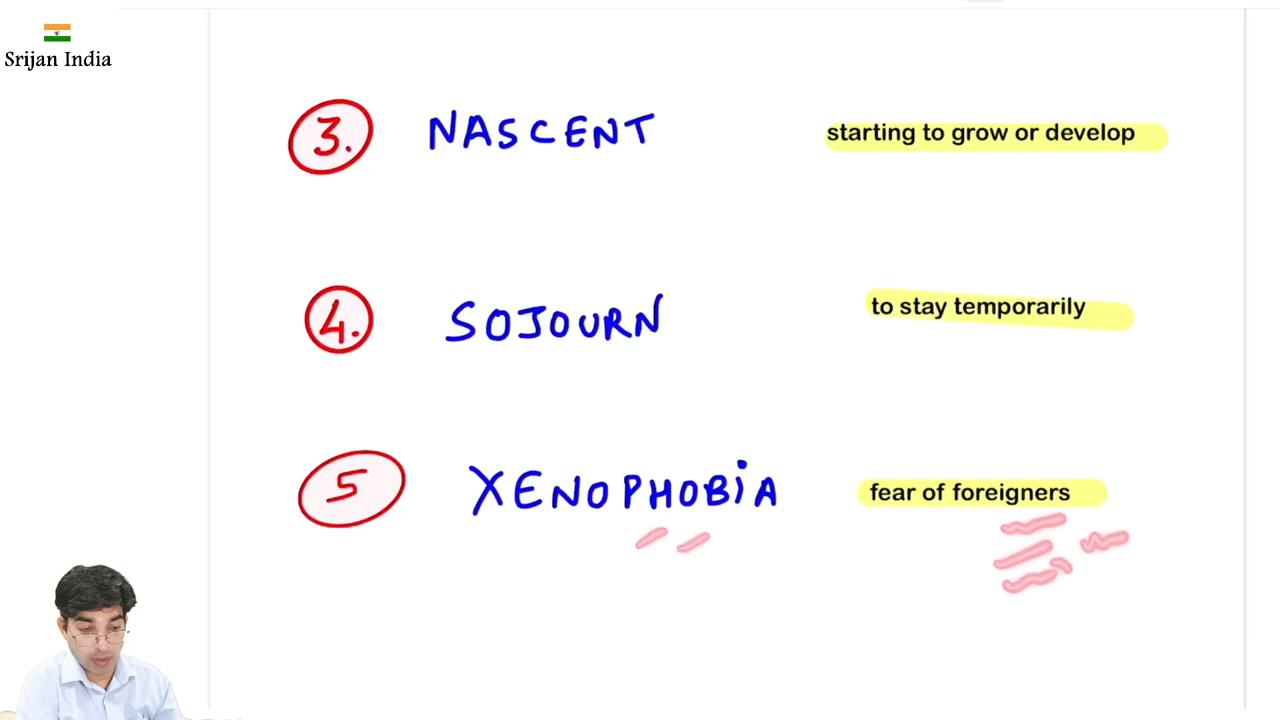 Srijan India
3. NASCENT starting to grow or develop
4. SOJOURN to stay temporarily
5 XENOPHOBiA fear of foreigners